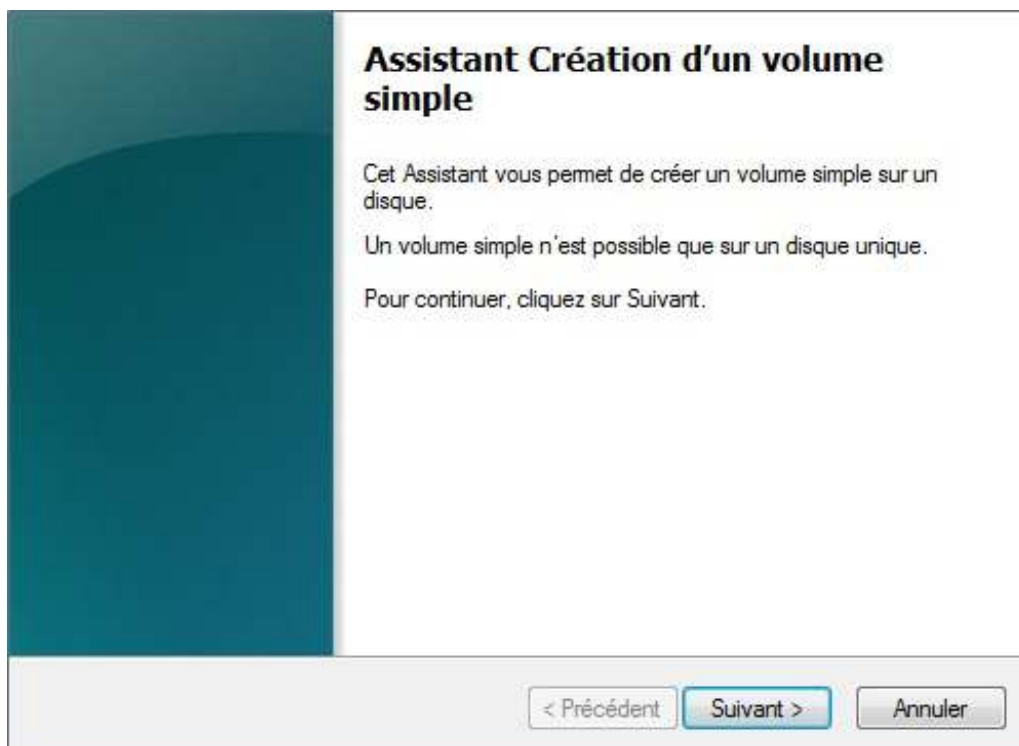 Assistant Création d’un volume
simple
Cet Assistant vous permet de créer un volume simple sur un
disque.
Un volume simple n'est possible que sur un disque unique.
Pour continuer, cliquez sur Suivant.
< Précédent Suivant > Annuler